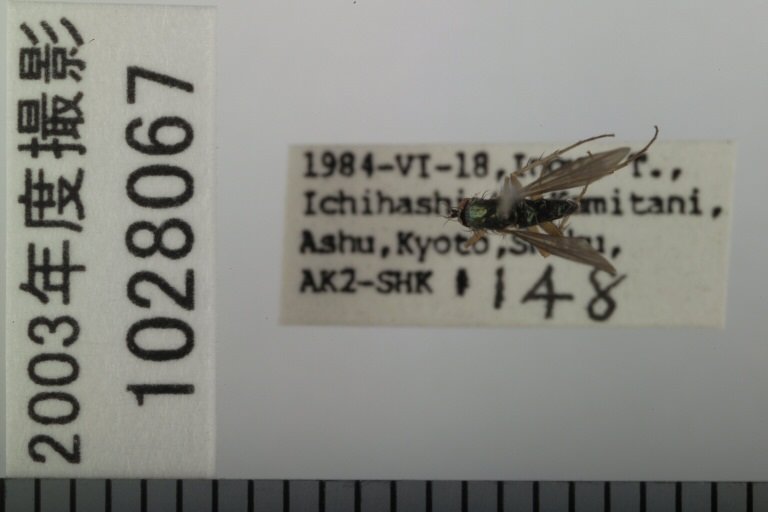 2003年度撮影
1028067
1984-VI-18, T.,
Ichihashi
Ashu,Kyoto,
AK2-SHK 148